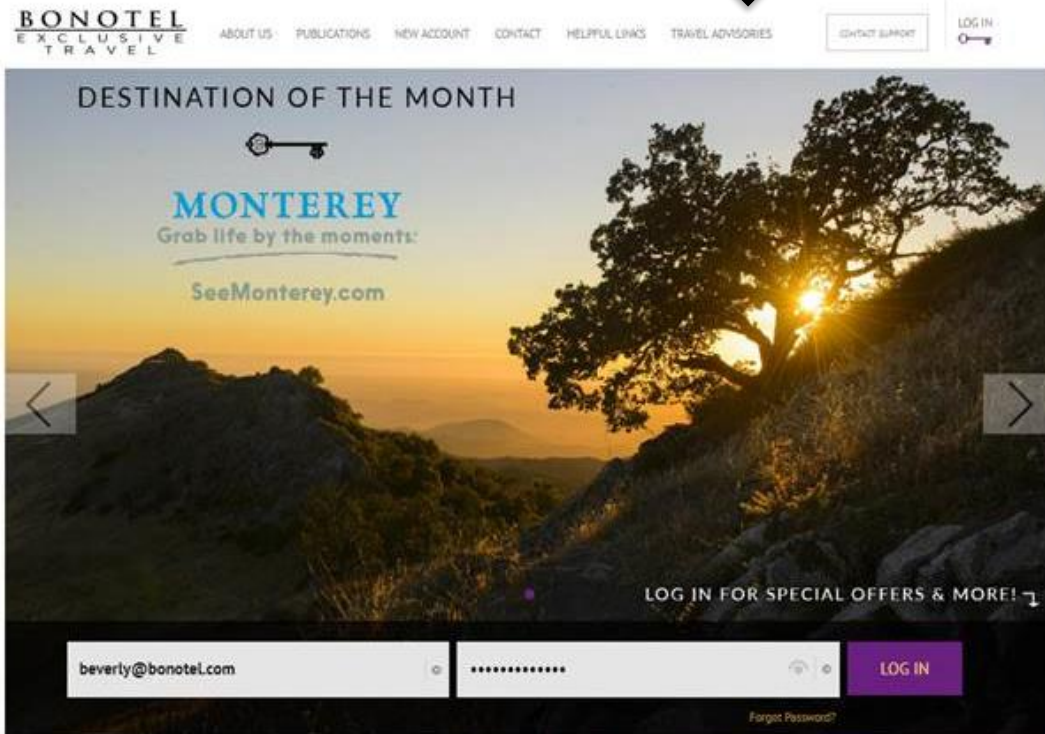 BONOTEL
EXCLUSIVE
TRAVEL
ABOUT US PUBLICATIONS NEW ACCOUNT CONTACT HELPFUL LINKS TRAVEL ADVISORIES
CONTACT SUPPORT
LOG IN
DESTINATION OF THE MONTH
MONTEREY
Grab life by the moments:
SeeMonterey.com
LOG IN FOR SPECIAL OFFERS & MORE!
beverly@bonotel.com ••••••••••••• LOG IN
Forgot Password?